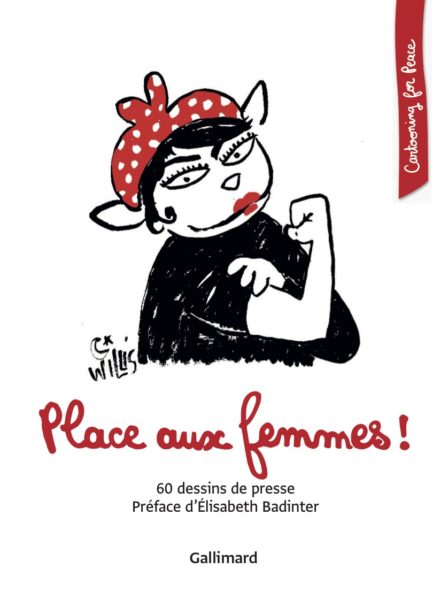 Cartooning for Peace
WiLLiS
Place aux femmes !
60 dessins de presse
Préface d'Élisabeth Badinter
Gallimard